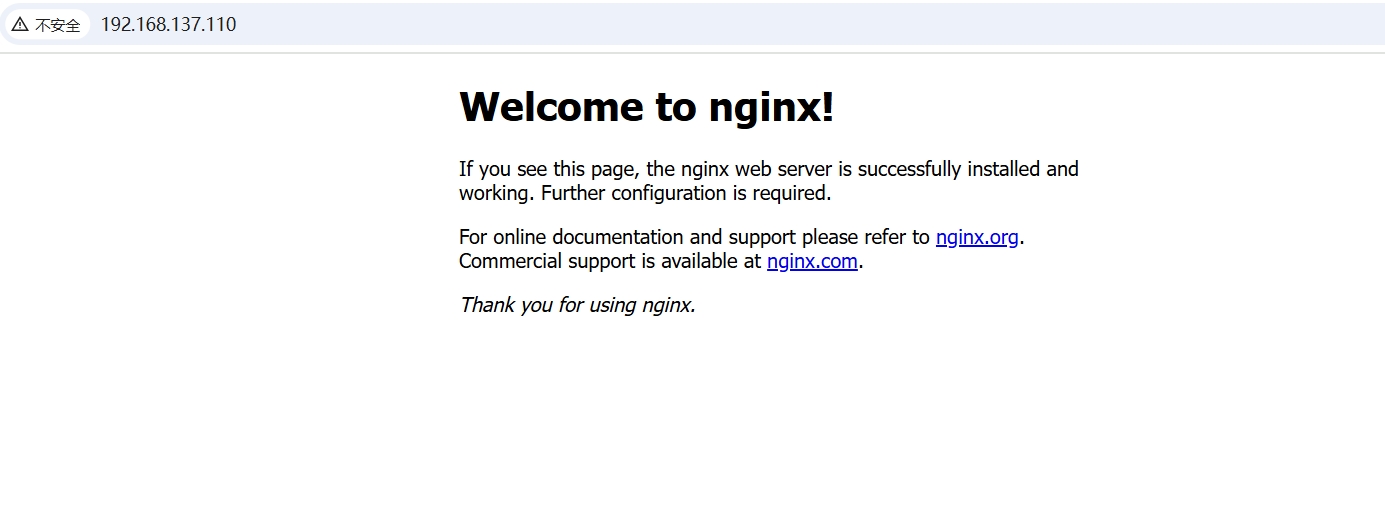 不安全 192.168.137.110
Welcome to nginx!
If you see this page, the nginx web server is successfully installed and
working. Further configuration is required.
For online documentation and support please refer to nginx.org.
Commercial support is available at nginx.com.
Thank you for using nginx.